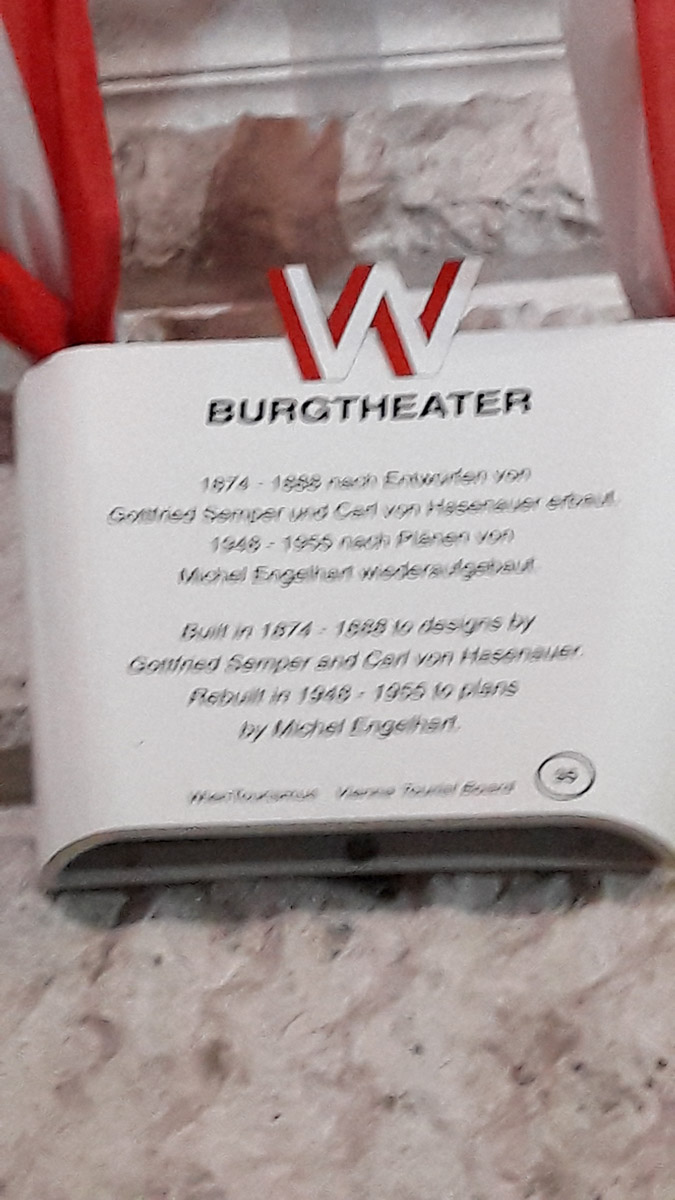 W
BURGTHEATER
1874 - 1888 nach Entwürfen von
Gottfried Semper und Carl von Hasenauer erbaut.
1948 - 1955 nach Plänen von
Michel Engelhart wiederaufgebaut.
Built in 1874 - 1888 to designs by
Gottfried Semper and Carl von Hasenauer.
Rebuilt in 1948 - 1955 to plans
by Michel Engelhart.
WienTourismus Vienna Tourist Board